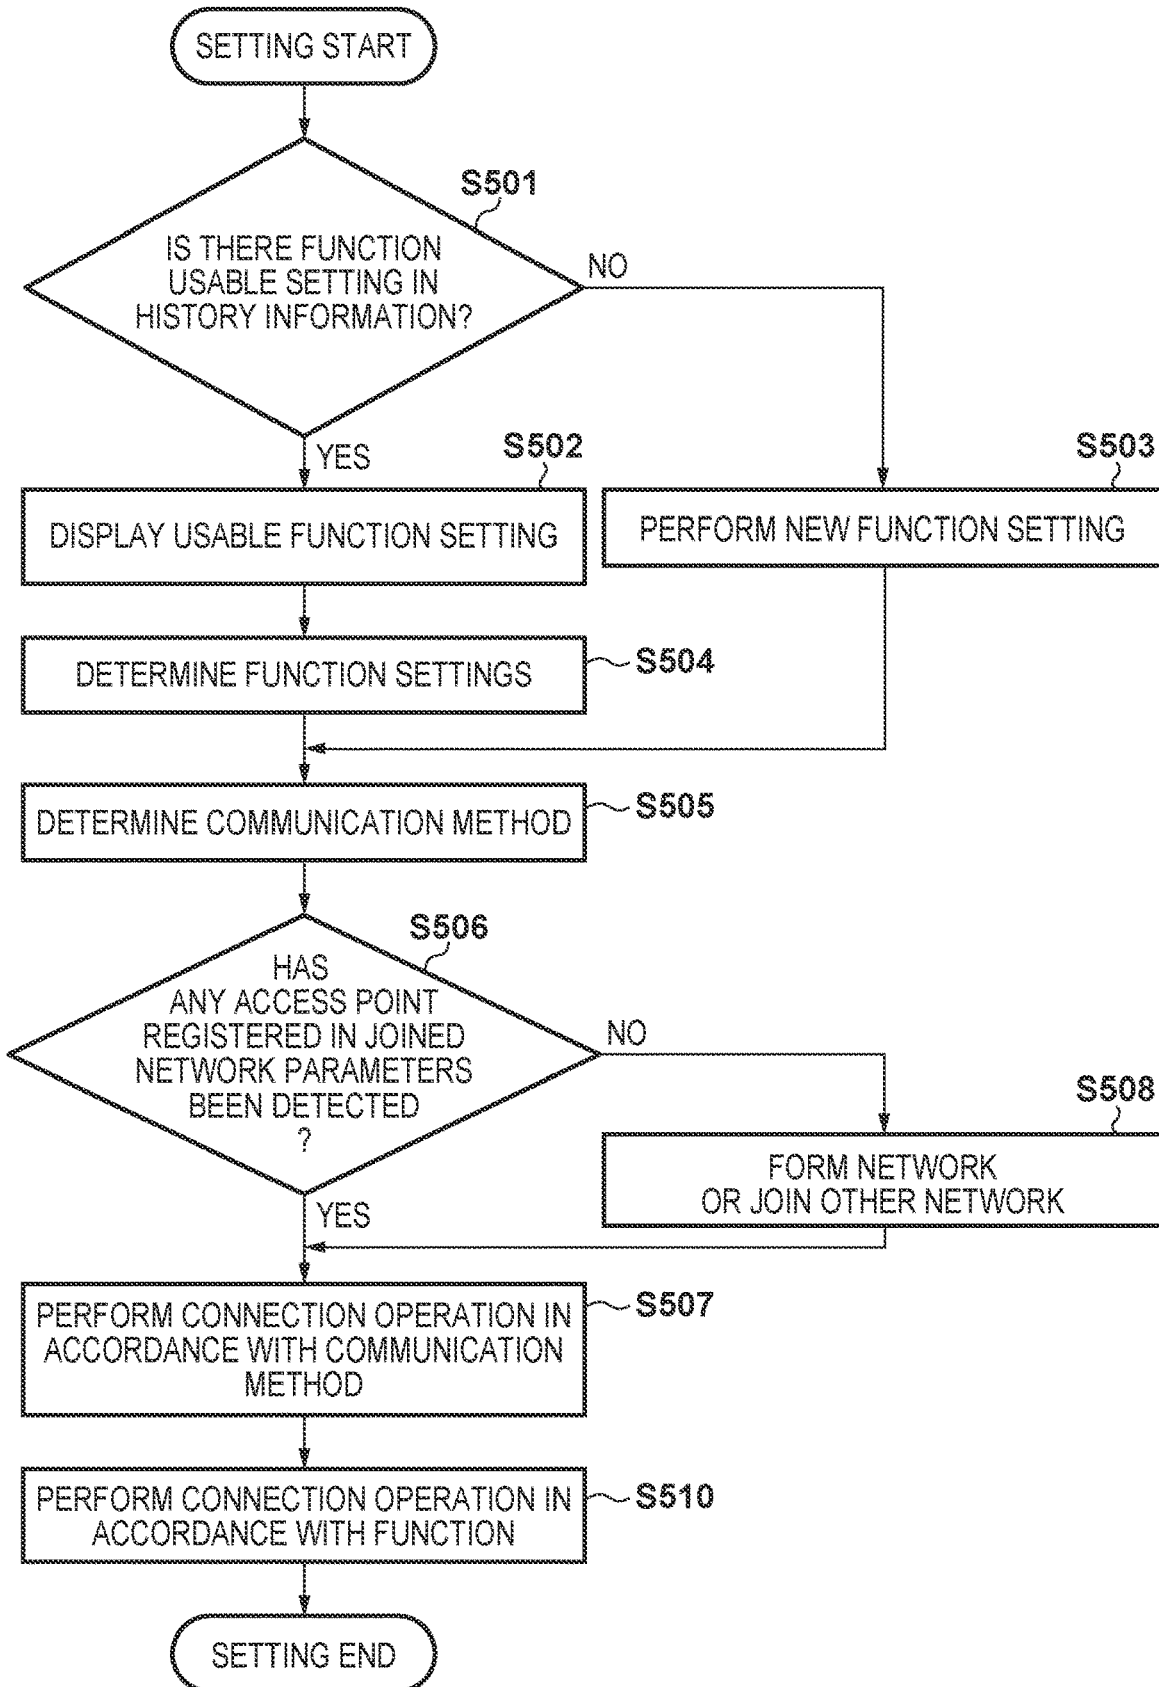 SETTING START
S501
IS THERE FUNCTION
USABLE SETTING IN
HISTORY INFORMATION?
NO
YES
S502
S503
DISPLAY USABLE FUNCTION SETTING
PERFORM NEW FUNCTION SETTING
DETERMINE FUNCTION SETTINGS
S504
DETERMINE COMMUNICATION METHOD
S505
S506
HAS
ANY ACCESS POINT
REGISTERED IN JOINED
NETWORK PARAMETERS
BEEN DETECTED
?
NO
YES
S508
FORM NETWORK
OR JOIN OTHER NETWORK
PERFORM CONNECTION OPERATION IN
ACCORDANCE WITH COMMUNICATION
METHOD
S507
PERFORM CONNECTION OPERATION IN
ACCORDANCE WITH FUNCTION
S510
SETTING END